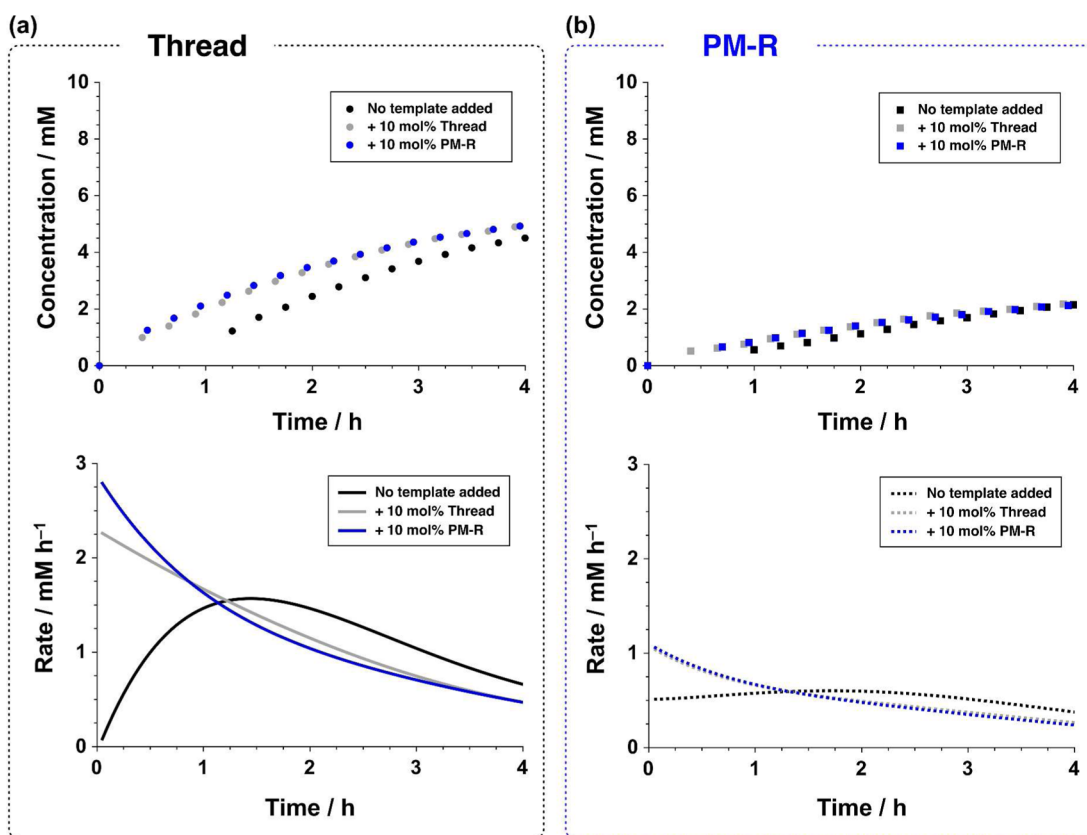 (a)
Thread
Concentration / mM
10
8
6
4
2
0
No template added
+ 10 mol% Thread
+ 10 mol% PM-R
0 1 2 3 4
Time / h
Rate / mM h⁻¹
3
2
1
0
No template added
+ 10 mol% Thread
+ 10 mol% PM-R
0 1 2 3 4
Time / h
(b)
PM-R
Concentration / mM
10
8
6
4
2
0
No template added
+ 10 mol% Thread
+ 10 mol% PM-R
0 1 2 3 4
Time / h
Rate / mM h⁻¹
3
2
1
0
No template added
+ 10 mol% Thread
+ 10 mol% PM-R
0 1 2 3 4
Time / h